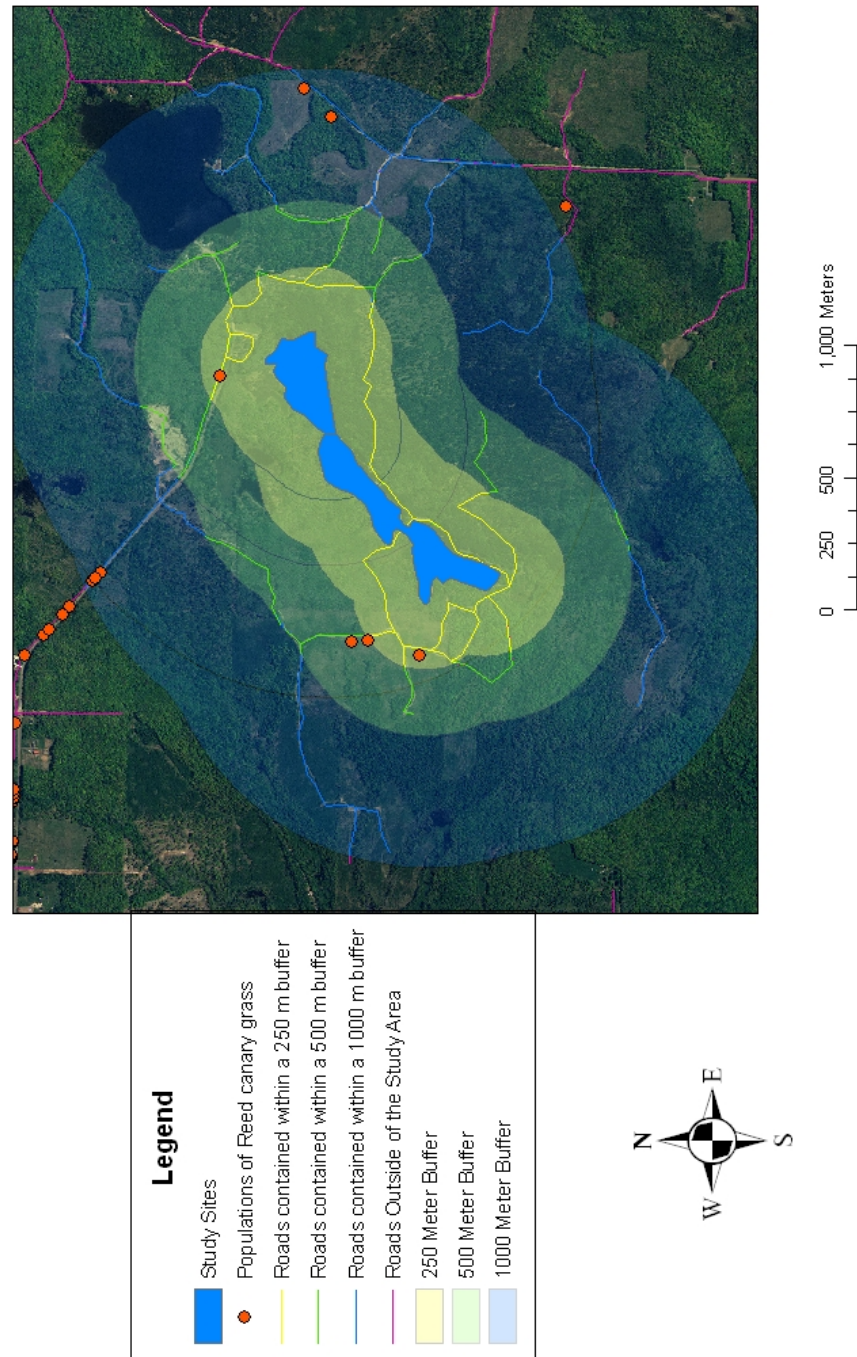 Legend
Study Sites
Populations of Reed canary grass
Roads contained within a 250 m buffer
Roads contained within a 500 m buffer
Roads contained within a 1000 m buffer
Roads Outside of the Study Area
250 Meter Buffer
500 Meter Buffer
1000 Meter Buffer
N
W
E
S
0 250 500 1,000 Meters